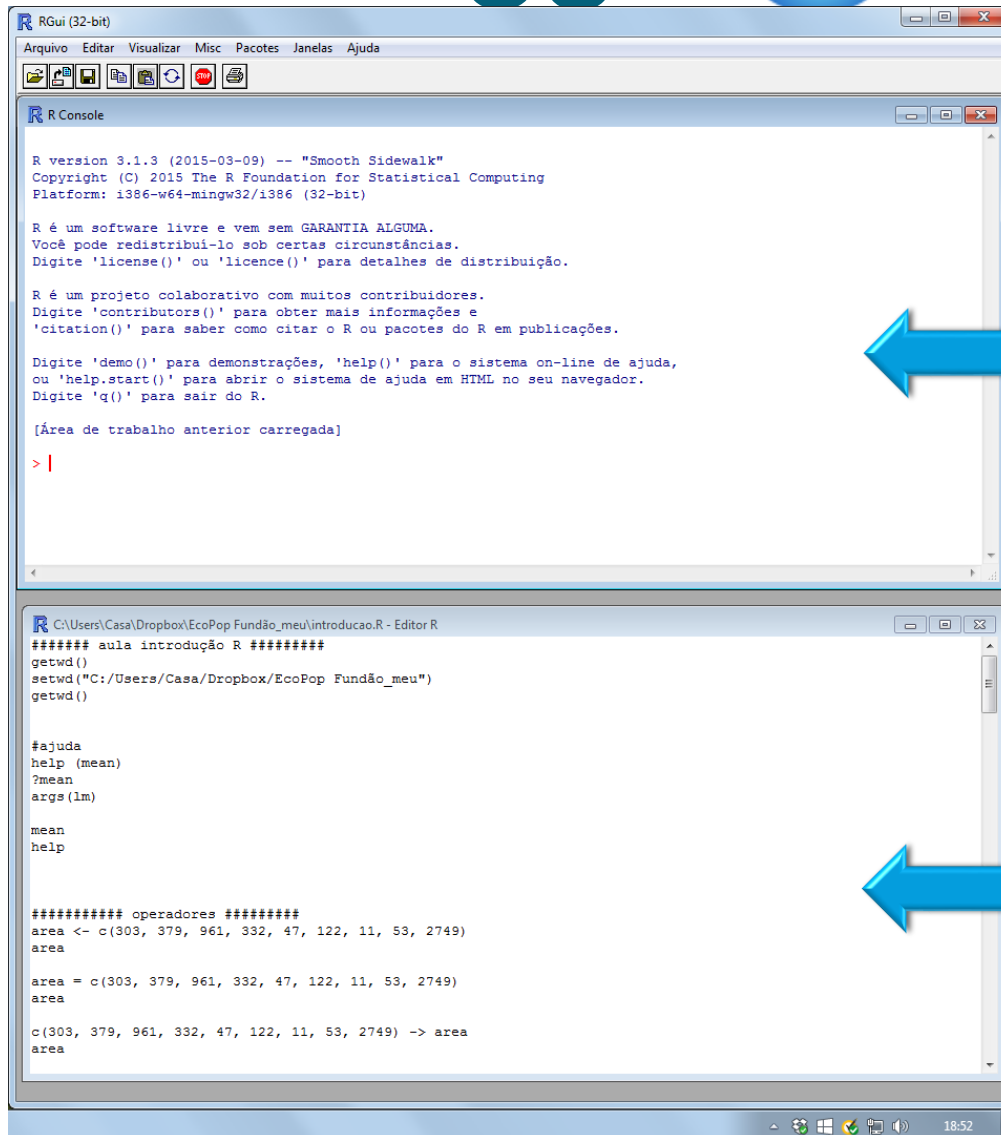 RGui (32-bit)
Arquivo Editar Visualizar Misc Pacotes Janelas Ajuda
STOP
R Console
R version 3.1.3 (2015-03-09) -- "Smooth Sidewalk"
Copyright (C) 2015 The R Foundation for Statistical Computing
Platform: i386-w64-mingw32/i386 (32-bit)
R é um software livre e vem sem GARANTIA ALGUMA.
Você pode redistribuí-lo sob certas circunstâncias.
Digite 'license()' ou 'licence()' para detalhes de distribuição.
R é um projeto colaborativo com muitos contribuidores.
Digite 'contributors()' para obter mais informações e
'citation()' para saber como citar o R ou pacotes do R em publicações.
Digite 'demo()' para demonstrações, 'help()' para o sistema on-line de ajuda,
ou 'help.start()' para abrir o sistema de ajuda em HTML no seu navegador.
Digite 'q()' para sair do R.
[Área de trabalho anterior carregada]
>
C:\Users\Casa\Dropbox\EcoPop Fundão_meu\introducao.R - Editor R
####### aula introdução R #########
getwd()
setwd("C:/Users/Casa/Dropbox/EcoPop Fundão_meu")
getwd()
#ajuda
help (mean)
?mean
args(lm)
mean
help
########### operadores #########
area <- c(303, 379, 961, 332, 47, 122, 11, 53, 2749)
area
area = c(303, 379, 961, 332, 47, 122, 11, 53, 2749)
area
c(303, 379, 961, 332, 47, 122, 11, 53, 2749) -> area
area
18:52